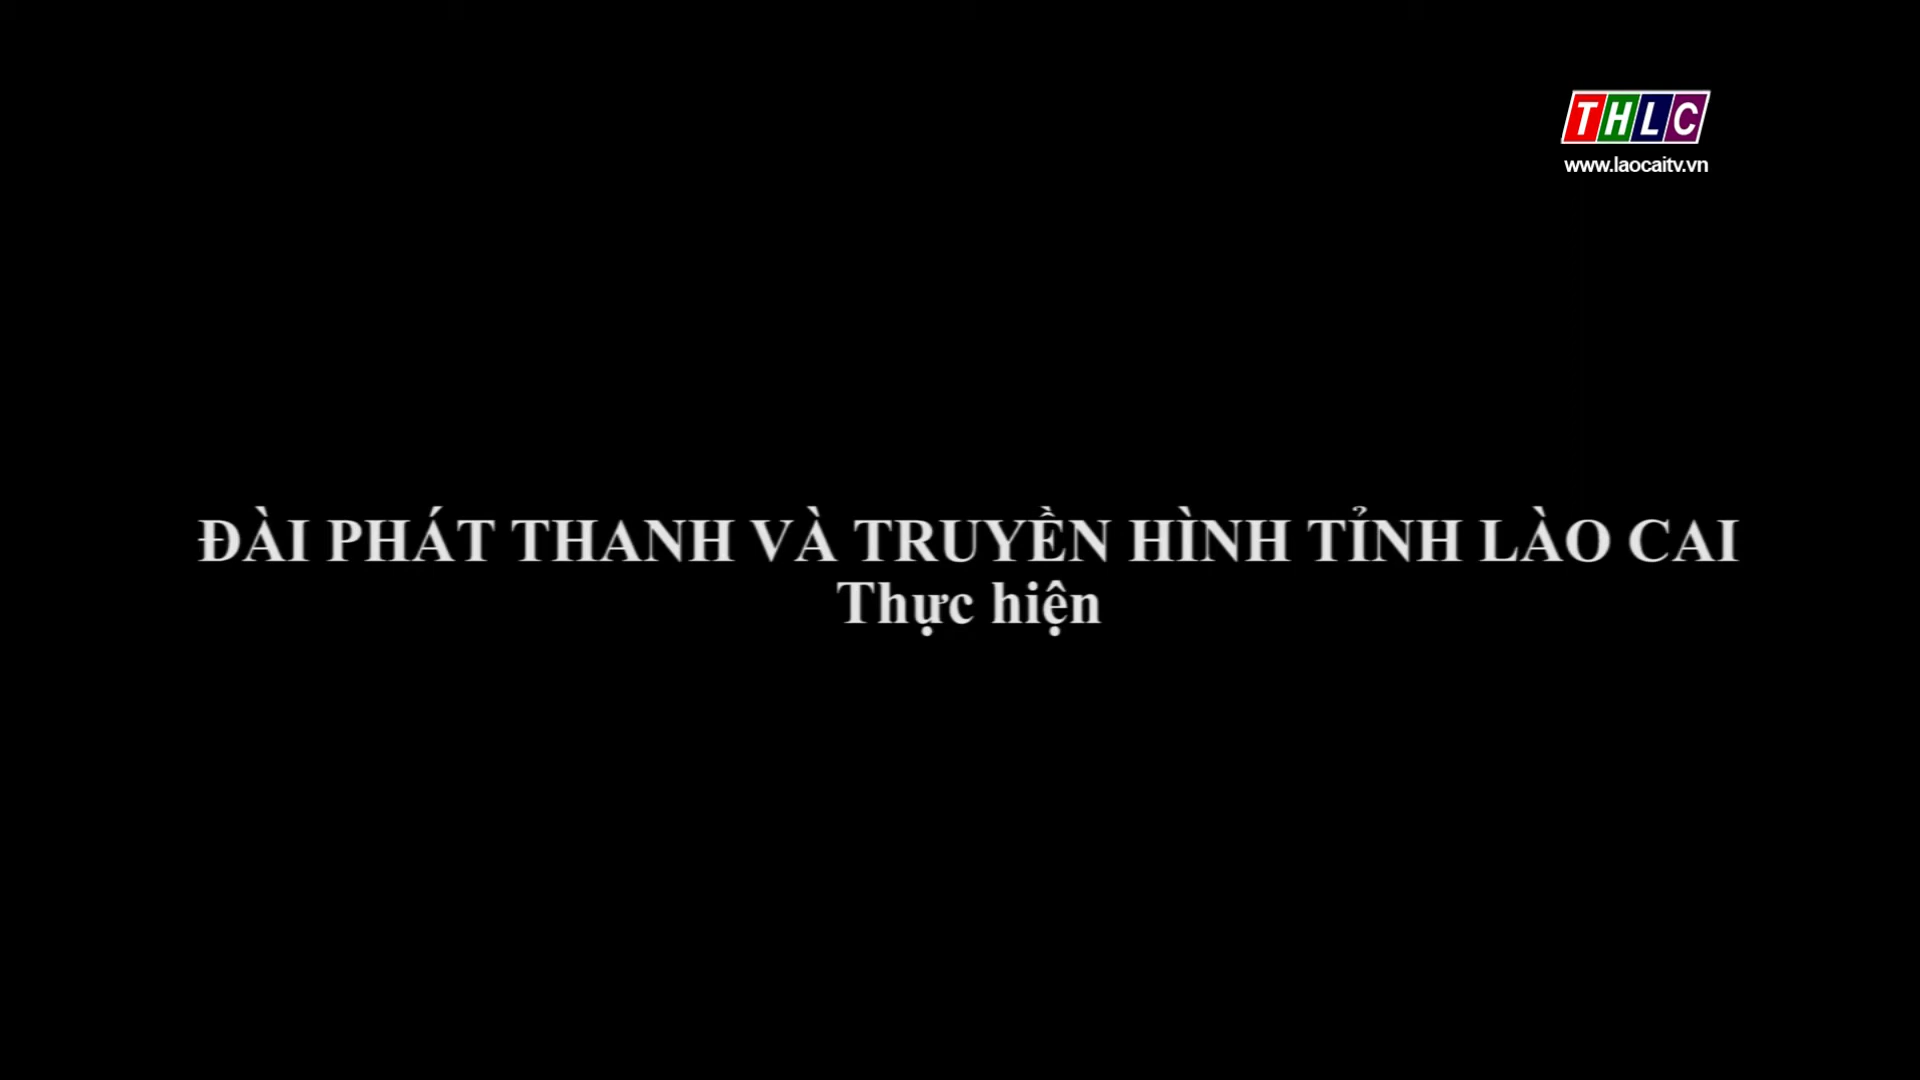 THLC
www.laocaitv.vn
ĐÀI PHÁT THANH VÀ TRUYỀN HÌNH TỈNH LÀO CAI
Thực hiện